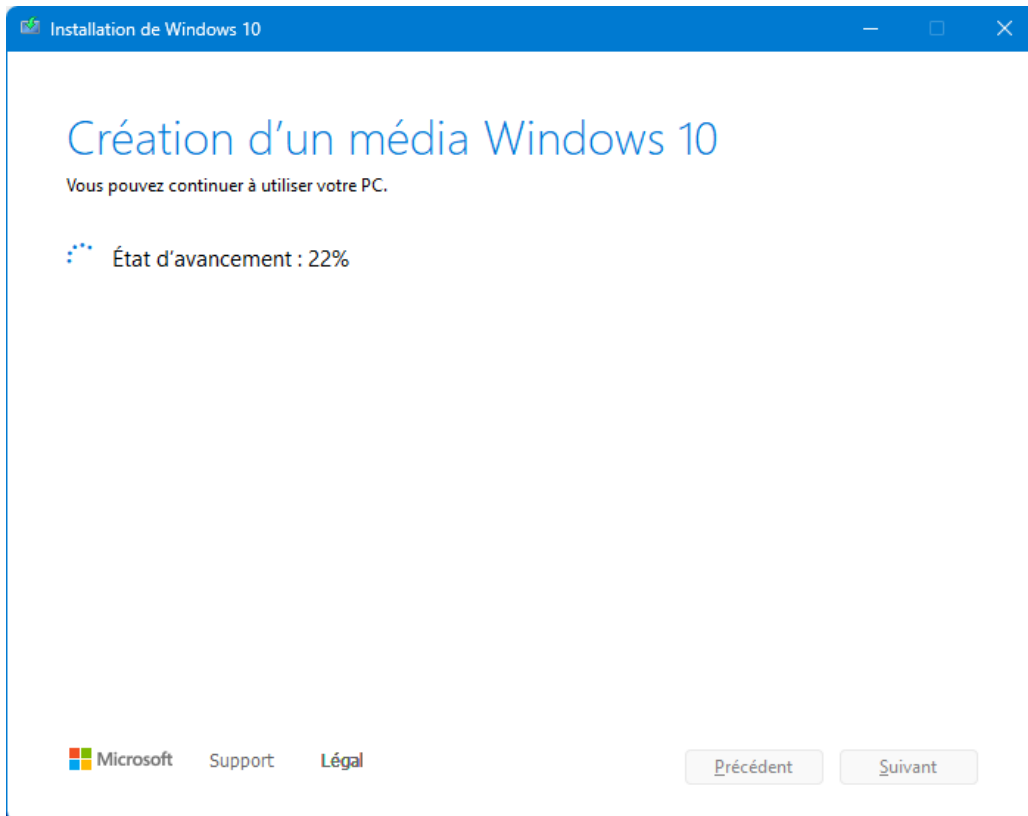 Installation de Windows 10
Création d’un média Windows 10
Vous pouvez continuer à utiliser votre PC.
État d’avancement : 22%
Microsoft Support Légal Précédent Suivant